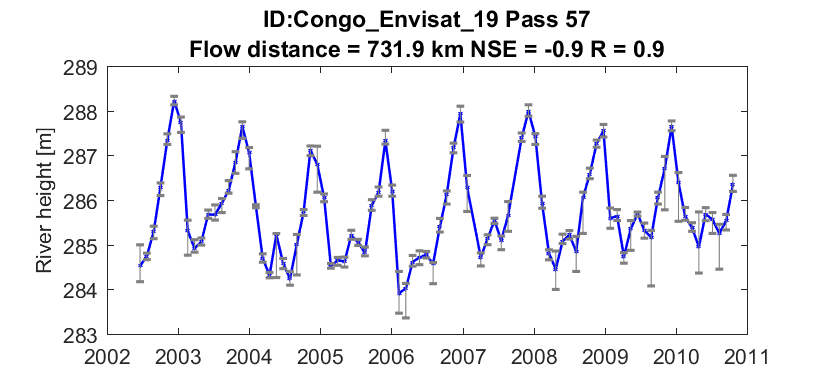 ID:Congo_Envisat_19 Pass 57
Flow distance = 731.9 km NSE = -0.9 R = 0.9
River height [m]
289
288
287
286
285
284
283
2002 2003 2004 2005 2006 2007 2008 2009 2010 2011